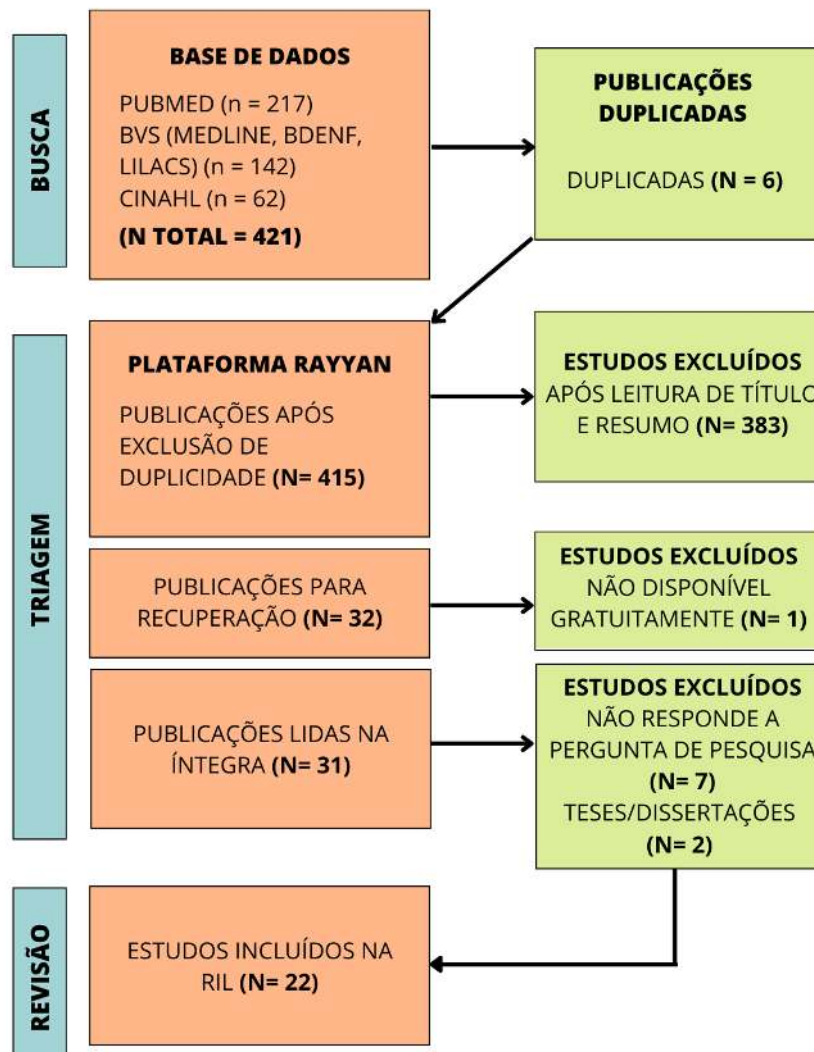 BUSCA
BASE DE DADOS
PUBMED (n = 217)
BVS (MEDLINE, BDENF,
LILACS) (n = 142)
CINAHL (n = 62)
(N TOTAL = 421)
PUBLICAÇÕES
DUPLICADAS
DUPLICADAS (N = 6)
TRIAGEM
PLATAFORMA RAYYAN
PUBLICAÇÕES APÓS
EXCLUSÃO DE
DUPLICIDADE (N= 415)
ESTUDOS EXCLUÍDOS
APÓS LEITURA DE TÍTULO
E RESUMO (N= 383)
PUBLICAÇÕES PARA
RECUPERAÇÃO (N= 32)
ESTUDOS EXCLUÍDOS
NÃO DISPONÍVEL
GRATUITAMENTE (N= 1)
PUBLICAÇÕES LIDAS NA
ÍNTEGRA (N= 31)
ESTUDOS EXCLUÍDOS
NÃO RESPONDE A
PERGUNTA DE PESQUISA
(N= 7)
TESES/DISSERTAÇÕES
(N= 2)
REVISÃO
ESTUDOS INCLUÍDOS NA
RIL (N= 22)